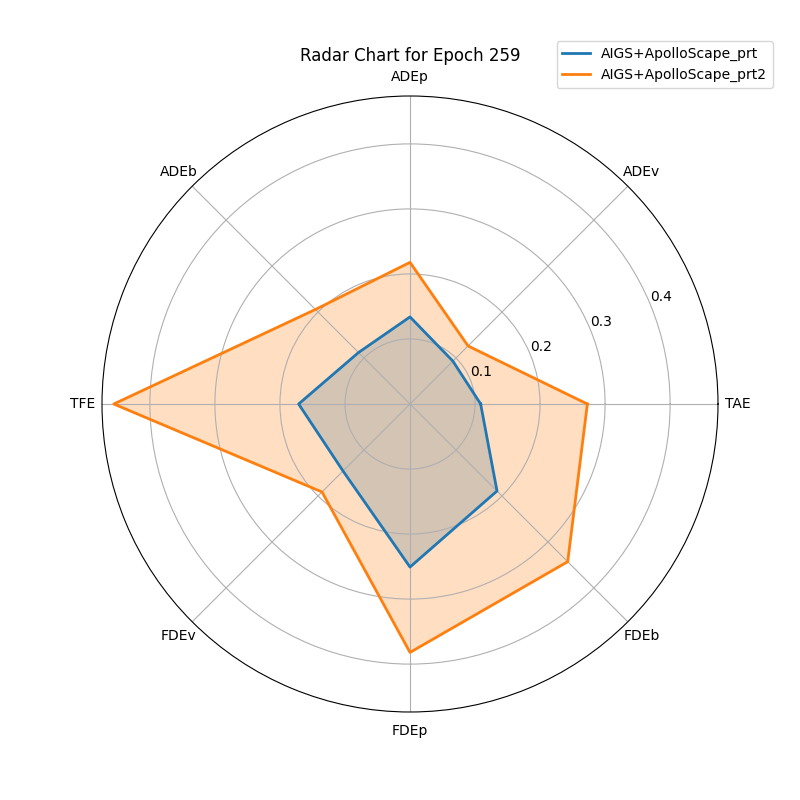 Radar Chart for Epoch 259
AIGS+ApolloScape_prt
AIGS+ApolloScape_prt2
ADEp
ADEb
ADEv
0.4
0.3
0.2
0.1
TFE
TAE
FDEv
FDEb
FDEp